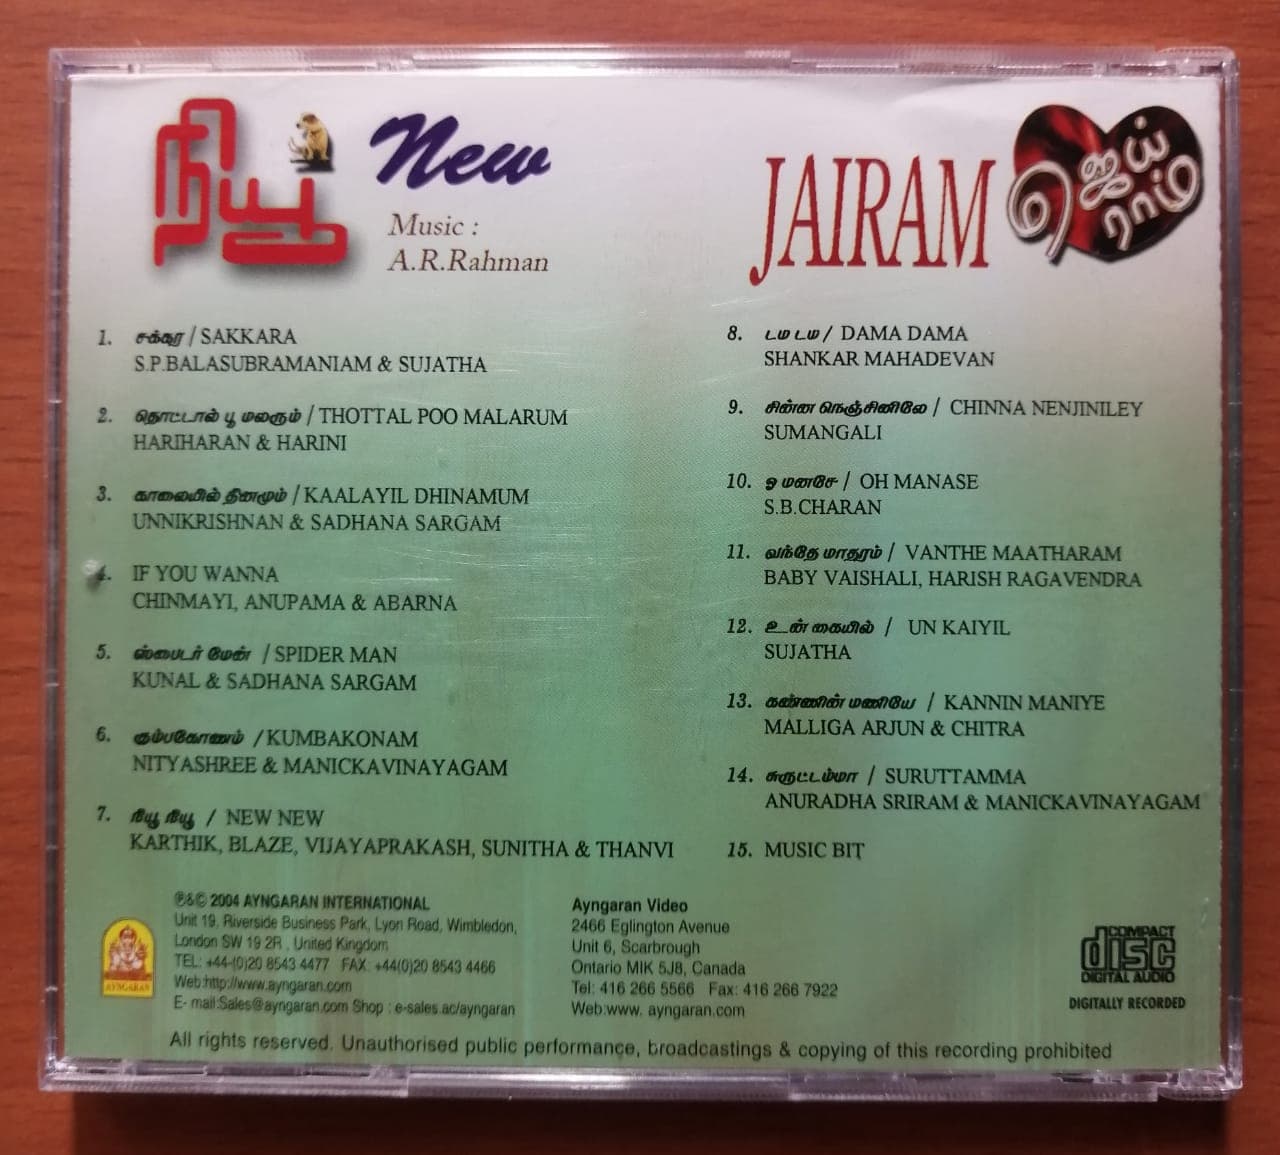 நியூ
New
Music :
A.R.Rahman
1. சக்கர / SAKKARA
S.P.BALASUBRAMANIAM & SUJATHA
2. தொட்டால் பூ மலரும் / THOTTAL POO MALARUM
HARIHARAN & HARINI
3. காலையில் தினமும் / KAALAYIL DHINAMUM
UNNIKRISHNAN & SADHANA SARGAM
4. IF YOU WANNA
CHINMAYI, ANUPAMA & ABARNA
5. ஸ்பைடர் மேன் / SPIDER MAN
KUNAL & SADHANA SARGAM
6. கும்பகோணம் / KUMBAKONAM
NITYASHREE & MANICKAVINAYAGAM
7. நியூ நியூ / NEW NEW
KARTHIK, BLAZE, VIJAYAPRAKASH, SUNITHA & THANVI
JAIRAM
ஜெய்
ராம்
8. டம டம / DAMA DAMA
SHANKAR MAHADEVAN
9. சின்ன நெஞ்சினிலே / CHINNA NENJINILEY
SUMANGALI
10. ஓ மனசே / OH MANASE
S.B.CHARAN
11. வந்தே மாதரம் / VANTHE MAATHARAM
BABY VAISHALI, HARISH RAGAVENDRA
12. உன் கையில் / UN KAIYIL
SUJATHA
13. கண்ணின் மணியே / KANNIN MANIYE
MALLIGA ARJUN & CHITRA
14. சுருட்டம்மா / SURUTTAMMA
ANURADHA SRIRAM & MANICKAVINAYAGAM
15. MUSIC BIT
AYNGARAN
℗&© 2004 AYNGARAN INTERNATIONAL
Unit 19, Riverside Business Park, Lyon Road, Wimbledon,
London SW 19 2R , United Kingdom
TEL: +44-(0)20 8543 4477 FAX: +44(0)20 8543 4466
Web:http://www.ayngaran.com
E- mail:Sales@ayngaran.com Shop : e-sales.ac/ayngaran
Ayngaran Video
2466 Eglington Avenue
Unit 6, Scarbrough
Ontario MIK 5J8, Canada
Tel: 416 266 5566 Fax: 416 266 7922
Web:www. ayngaran.com
COMPACT
disc
DIGITAL AUDIO
DIGITALLY RECORDED
All rights reserved. Unauthorised public performance, broadcastings & copying of this recording prohibited